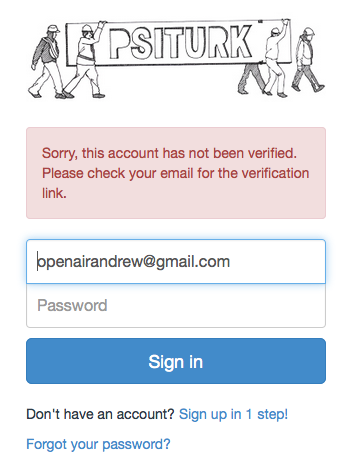 PSITURK
Sorry, this account has not been verified.
Please check your email for the verification
link.
openairandrew@gmail.com
Password
Sign in
Don't have an account? Sign up in 1 step!
Forgot your password?